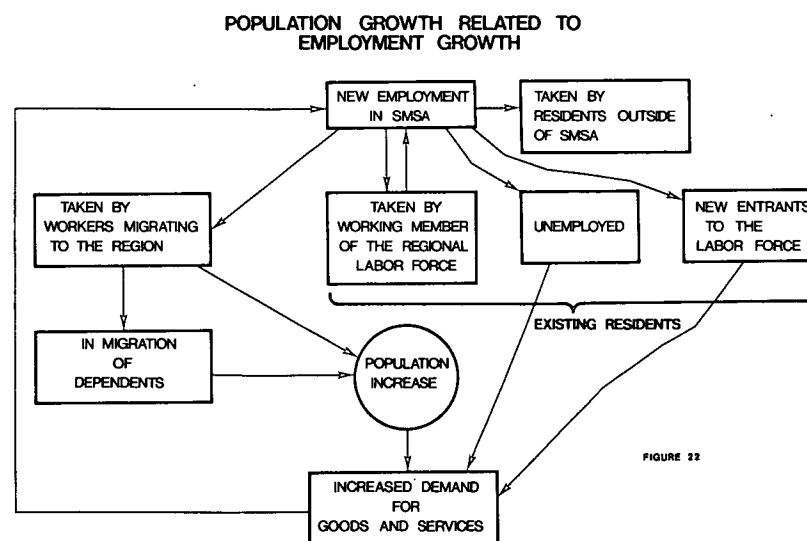 POPULATION GROWTH RELATED TO
EMPLOYMENT GROWTH
NEW EMPLOYMENT
IN SMSA
TAKEN BY
RESIDENTS OUTSIDE
OF SMSA
TAKEN BY
WORKERS MIGRATING
TO THE REGION
TAKEN BY
WORKING MEMBER
OF THE REGIONAL
LABOR FORCE
UNEMPLOYED
NEW ENTRANTS
TO THE
LABOR FORCE
EXISTING RESIDENTS
IN MIGRATION
OF
DEPENDENTS
POPULATION
INCREASE
FIGURE 22
INCREASED DEMAND
FOR
GOODS AND SERVICES